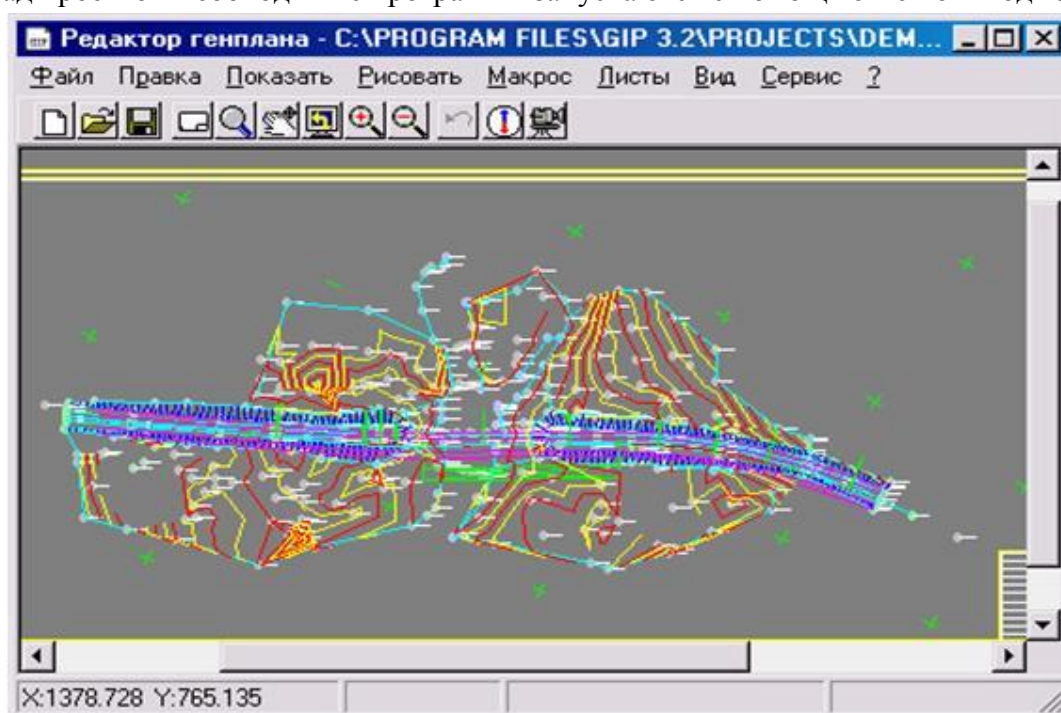 Редактор генплана - C:\PROGRAM FILES\GIP 3.2\PROJECTS\DEM...
Файл Правка Показать Рисовать Макрос Листы Вид Сервис ?
X:1378.728 Y:765.135